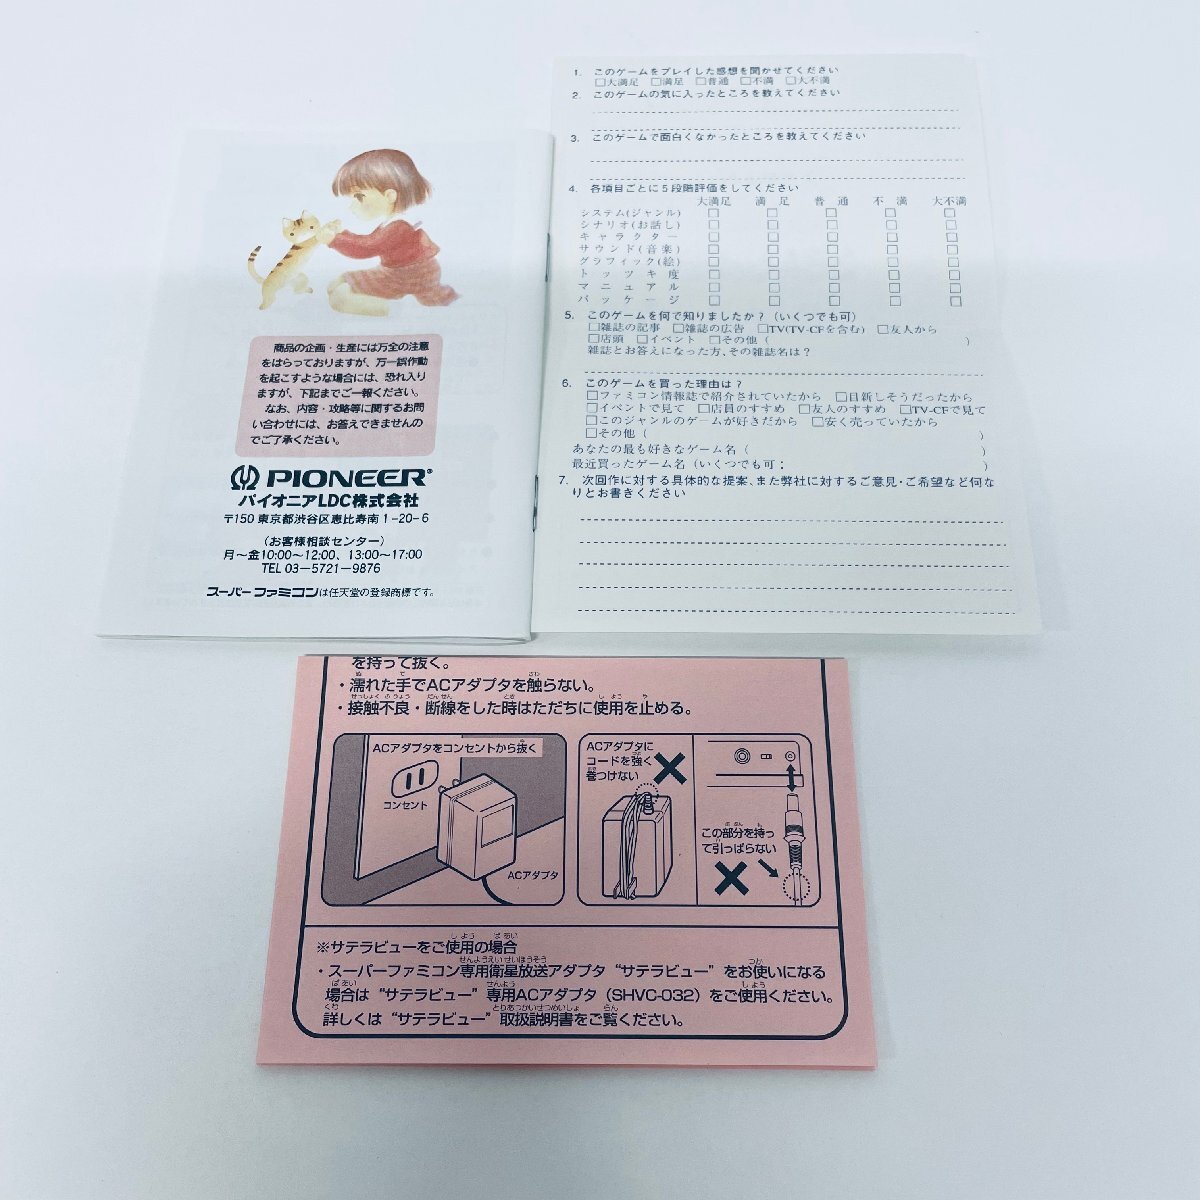 商品の企画・生産には万全の注意
をはらっておりますが、万一誤作動
を起こすような場合には、恐れ入り
ますが、下記までご一報ください。
なお、内容・攻略等に関するお問
い合わせには、お答えできませんの
でご了承ください。
PIONEER®
パイオニアLDC株式会社
〒150 東京都渋谷区恵比寿南1-20-6
(お客様相談センター)
月〜金10:00〜12:00、13:00〜17:00
TEL 03-5721-9876
スーパーファミコンは任天堂の登録商標です。
1. このゲームをプレイした感想を聞かせてください
□大満足 □満足 □普通 □不満 □大不満
2. このゲームの気に入ったところを教えてください
3. このゲームで面白くなかったところを教えてください
4. 各項目ごとに5段階評価をしてください
大満足 満足 普通 不満 大不満
システム(ジャンル) □ □ □ □ □
シナリオ(お話し) □ □ □ □ □
キャラクター □ □ □ □ □
サウンド(音楽) □ □ □ □ □
グラフィック(絵) □ □ □ □ □
トッツキ度 □ □ □ □ □
マニュアル □ □ □ □ □
パッケージ □ □ □ □ □
5. このゲームを何で知りましたか?(いくつでも可)
□雑誌の記事 □雑誌の広告 □TV(TV-CFを含む) □友人から
□店頭 □イベント □その他( )
雑誌とお答えになった方、その雑誌名は?
6. このゲームを買った理由は?
□ファミコン情報誌で紹介されていたから □目新しそうだったから
□イベントで見て □店員のすすめ □友人のすすめ □TV-CFで見て
□このジャンルのゲームが好きだから □安く売っていたから
□その他( )
あなたの最も好きなゲーム名( )
最近買ったゲーム名(いくつでも可: )
7. 次回作に対する具体的な提案、また弊社に対するご意見・ご希望など何な
りとお書きください
を持って抜く。
・濡れた手でACアダプタを触らない。
・接触不良・断線をした時はただちに使用を止める。
ACアダプタをコンセントから抜く
コンセント
ACアダプタ
ACアダプタに
コードを強く
巻つけない
この部分を持っ
て引っぱらない
※サテラビューをご使用の場合
・スーパーファミコン専用衛星放送アダプタ“サテラビュー”をお使いになる
場合は“サテラビュー”専用ACアダプタ(SHVC-032)をご使用ください。
詳しくは“サテラビュー”取扱説明書をご覧ください。